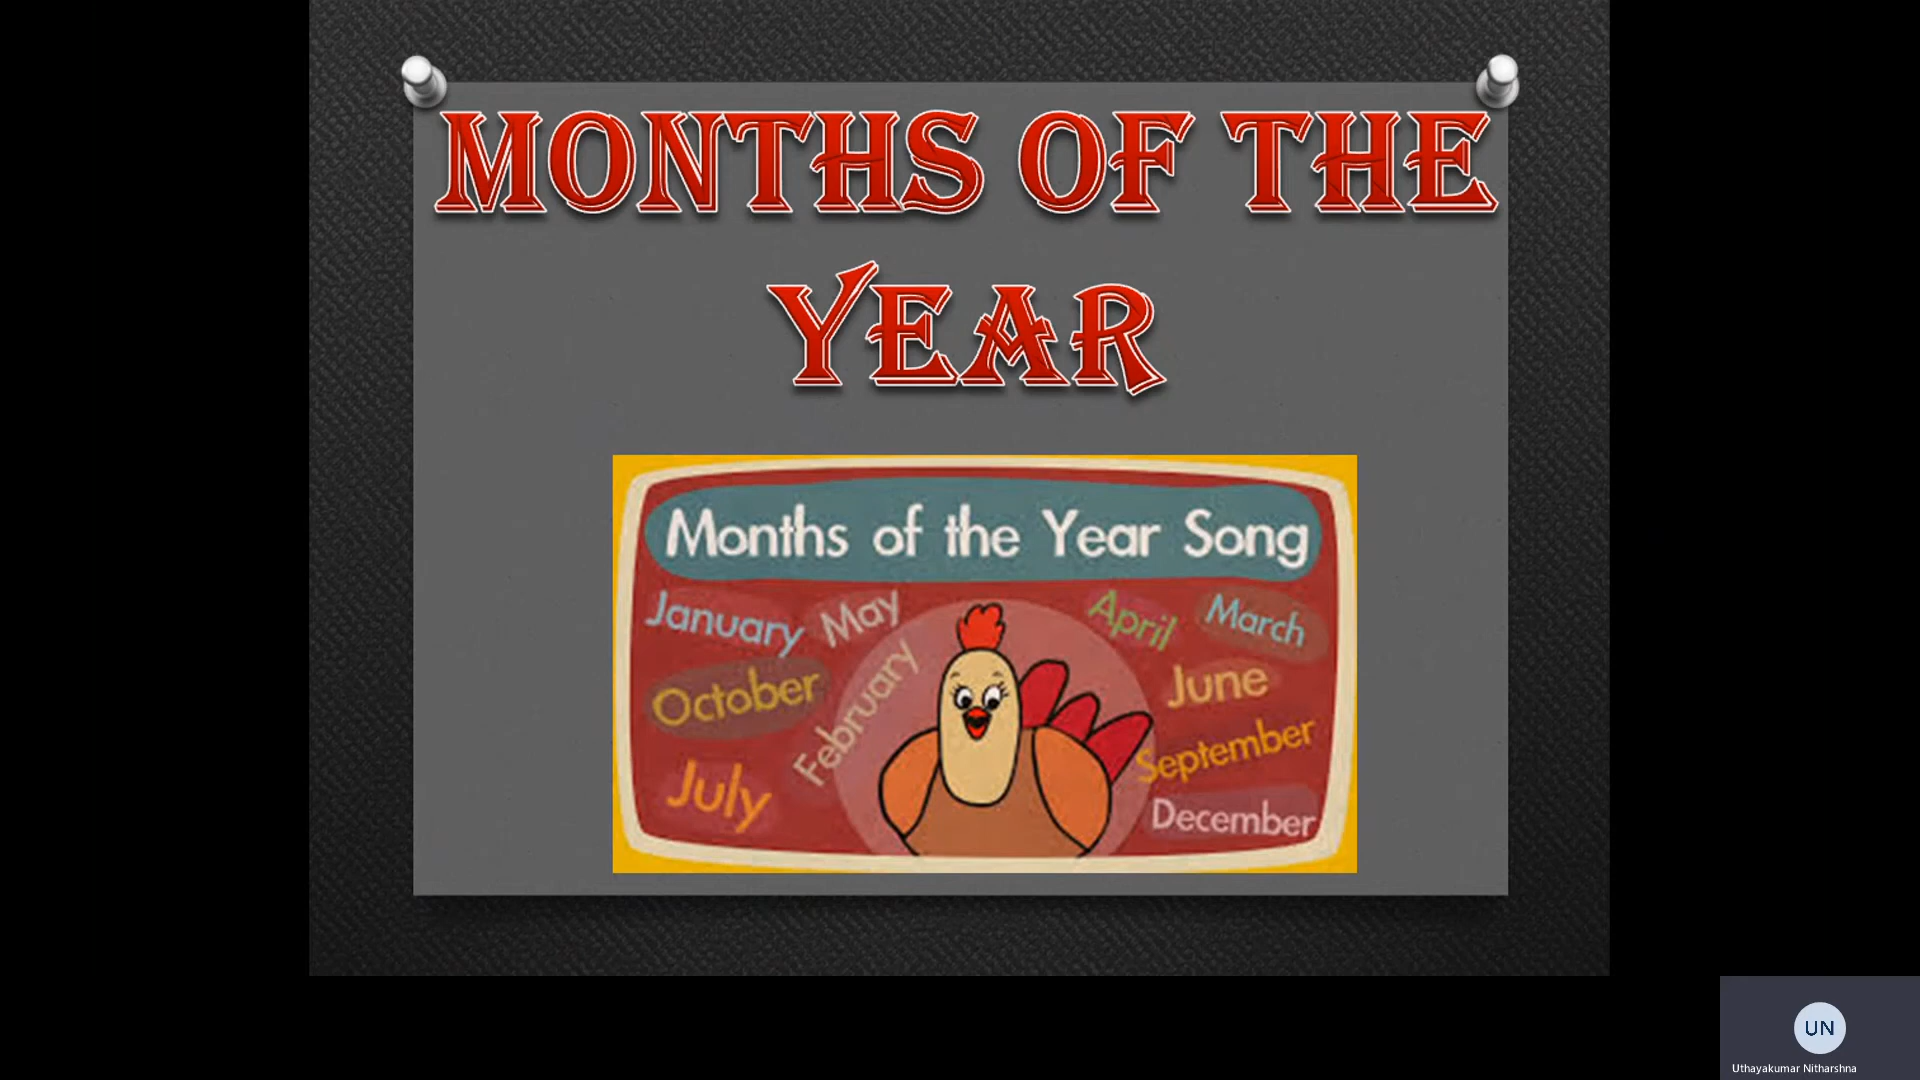 MONTHS OF THE
YEAR
Months of the Year Song
January May April March
October February June
July September
December
UN
Uthayakumar Nitharshna